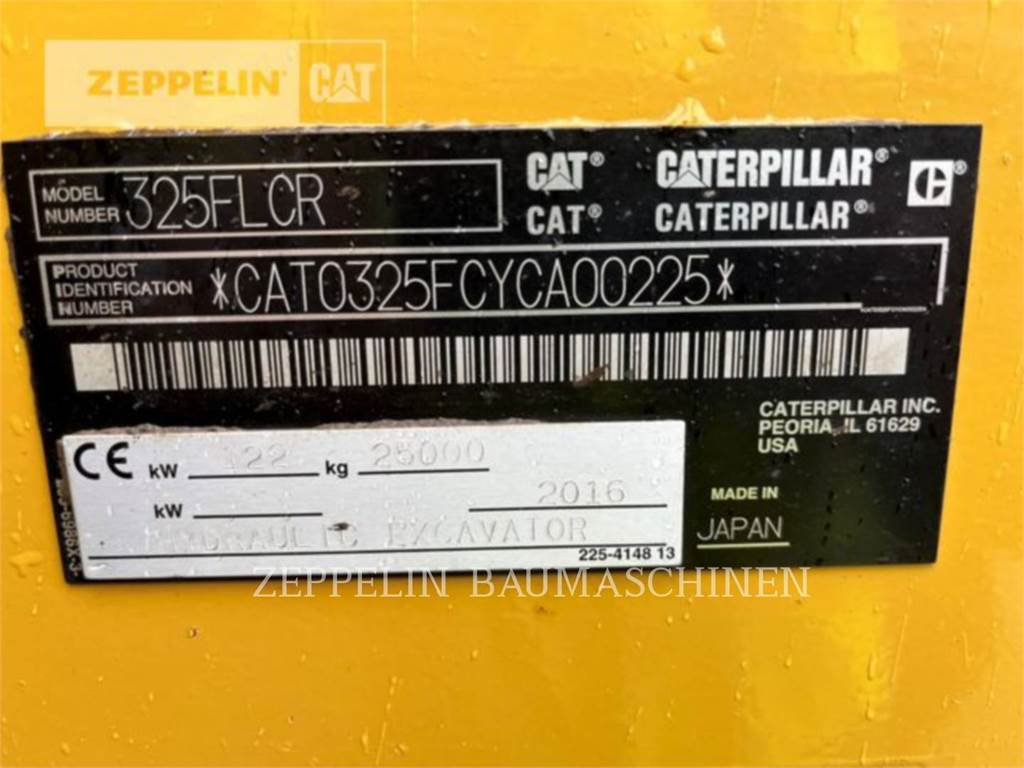 ZEPPELIN CAT
MODEL NUMBER 325FLCR
CAT® CATERPILLAR®
CAT® CATERPILLAR®
PRODUCT IDENTIFICATION NUMBER *CAT0325FCYCA00225*
CATERPILLAR INC.
PEORIA, IL 61629
USA
CE kW 122 kg 25000
kW 2016
HYDRAULIC EXCAVATOR
225-4148 13
MADE IN
JAPAN
ZEPPELIN BAUMASCHINEN